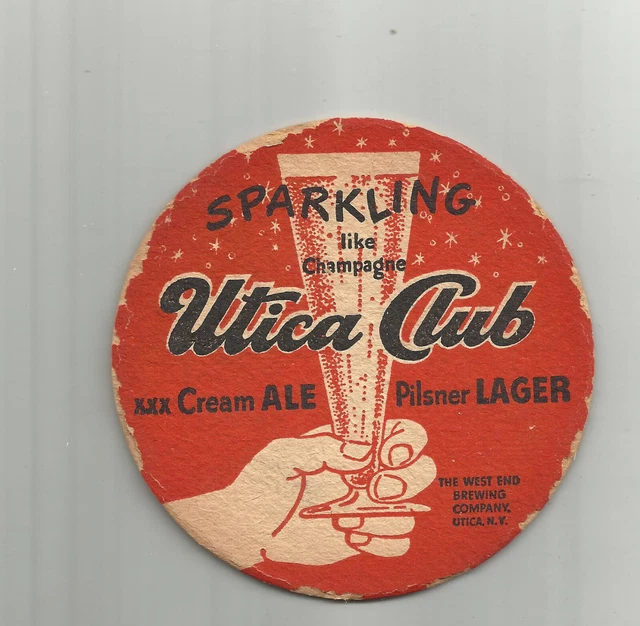 SPARKLING
like
Champagne
Utica Club
xxx Cream ALE Pilsner LAGER
THE WEST END
BREWING
COMPANY,
UTICA, N.Y.